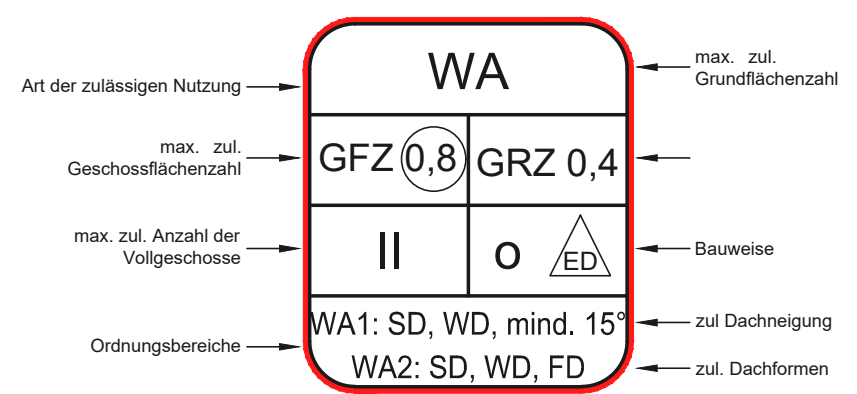 WA
max. zul.
Grundflächenzahl
Art der zulässigen Nutzung
max. zul.
Geschossflächenzahl
GFZ 0,8
GRZ 0,4
max. zul. Anzahl der
Vollgeschosse
II
o ED
Bauweise
WA1: SD, WD, mind. 15°
zul Dachneigung
Ordnungsbereiche
WA2: SD, WD, FD
zul. Dachformen